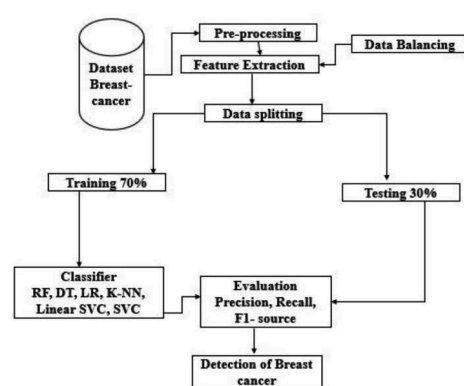 Pre-processing
Data Balancing
Dataset
Breast-
cancer
Feature Extraction
Data splitting
Training 70%
Testing 30%
Classifier
RF, DT, LR, K-NN,
Linear SVC, SVC
Evaluation
Precision, Recall,
F1- source
Detection of Breast
cancer